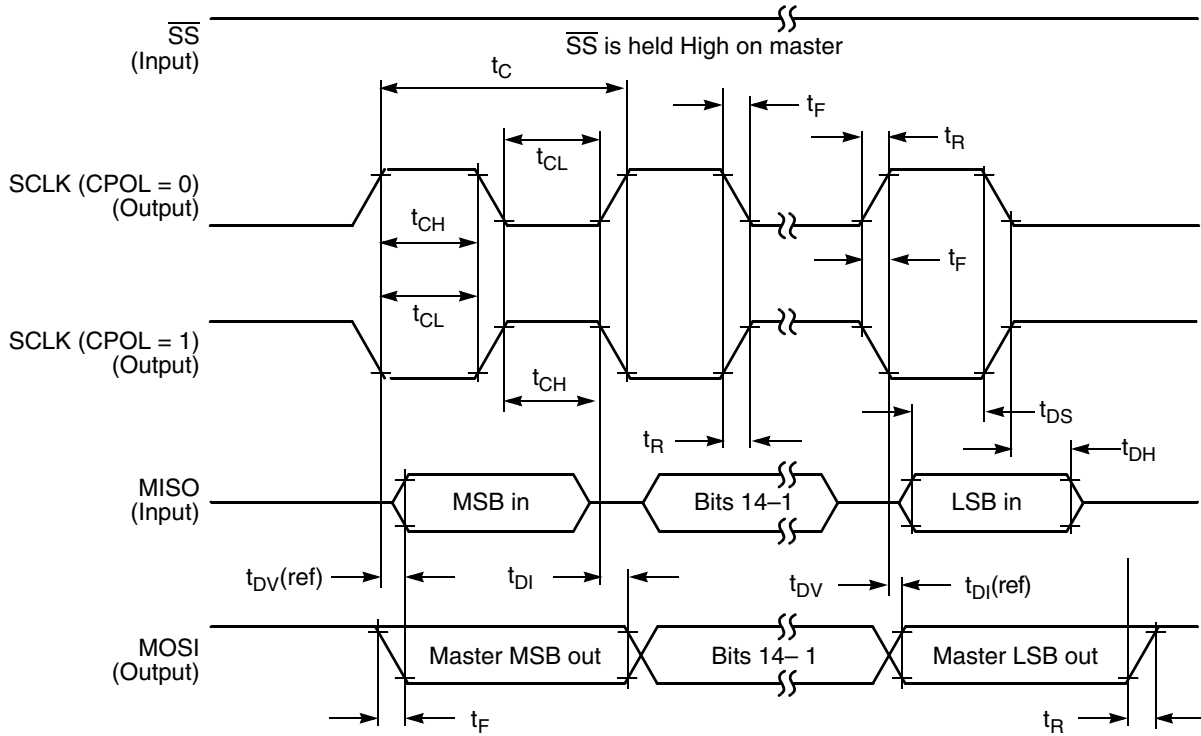 SS
(Input)
SS is held High on master
tC
tF
tR
tCL
SCLK (CPOL = 0)
(Output)
tCH
tF
tCL
SCLK (CPOL = 1)
(Output)
tCH
tDS
tR
tDH
MISO
(Input)
MSB in
Bits 14–1
LSB in
tDV(ref)
tDI
tDV
tDI(ref)
MOSI
(Output)
Master MSB out
Bits 14– 1
Master LSB out
tF
tR